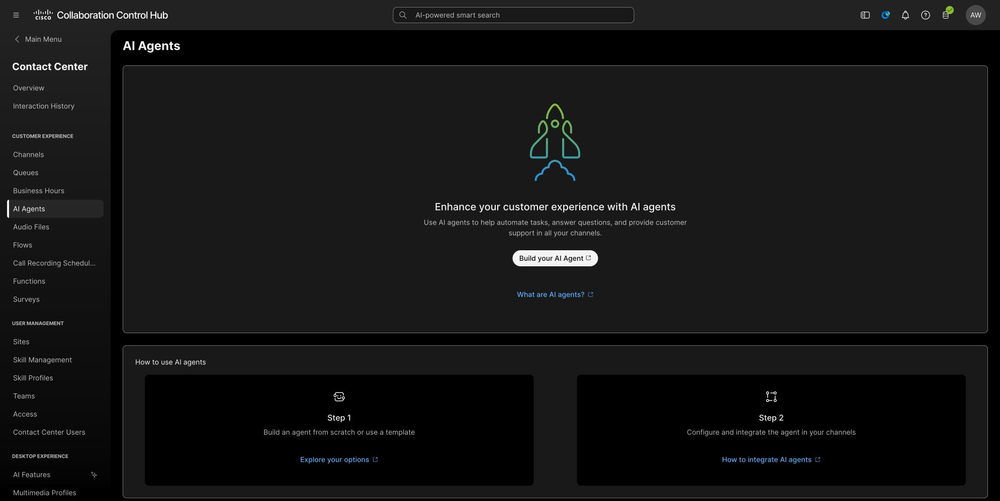 CISCO Collaboration Control Hub
AI-powered smart search
AW
Main Menu
Contact Center
Overview
Interaction History
CUSTOMER EXPERIENCE
Channels
Queues
Business Hours
AI Agents
Audio Files
Flows
Call Recording Schedul...
Functions
Surveys
USER MANAGEMENT
Sites
Skill Management
Skill Profiles
Teams
Access
Contact Center Users
DESKTOP EXPERIENCE
AI Features
Multimedia Profiles
AI Agents
Enhance your customer experience with AI agents
Use AI agents to help automate tasks, answer questions, and provide customer
support in all your channels.
Build your AI Agent
What are AI agents?
How to use AI agents
Step 1
Build an agent from scratch or use a template
Explore your options
Step 2
Configure and integrate the agent in your channels
How to integrate AI agents